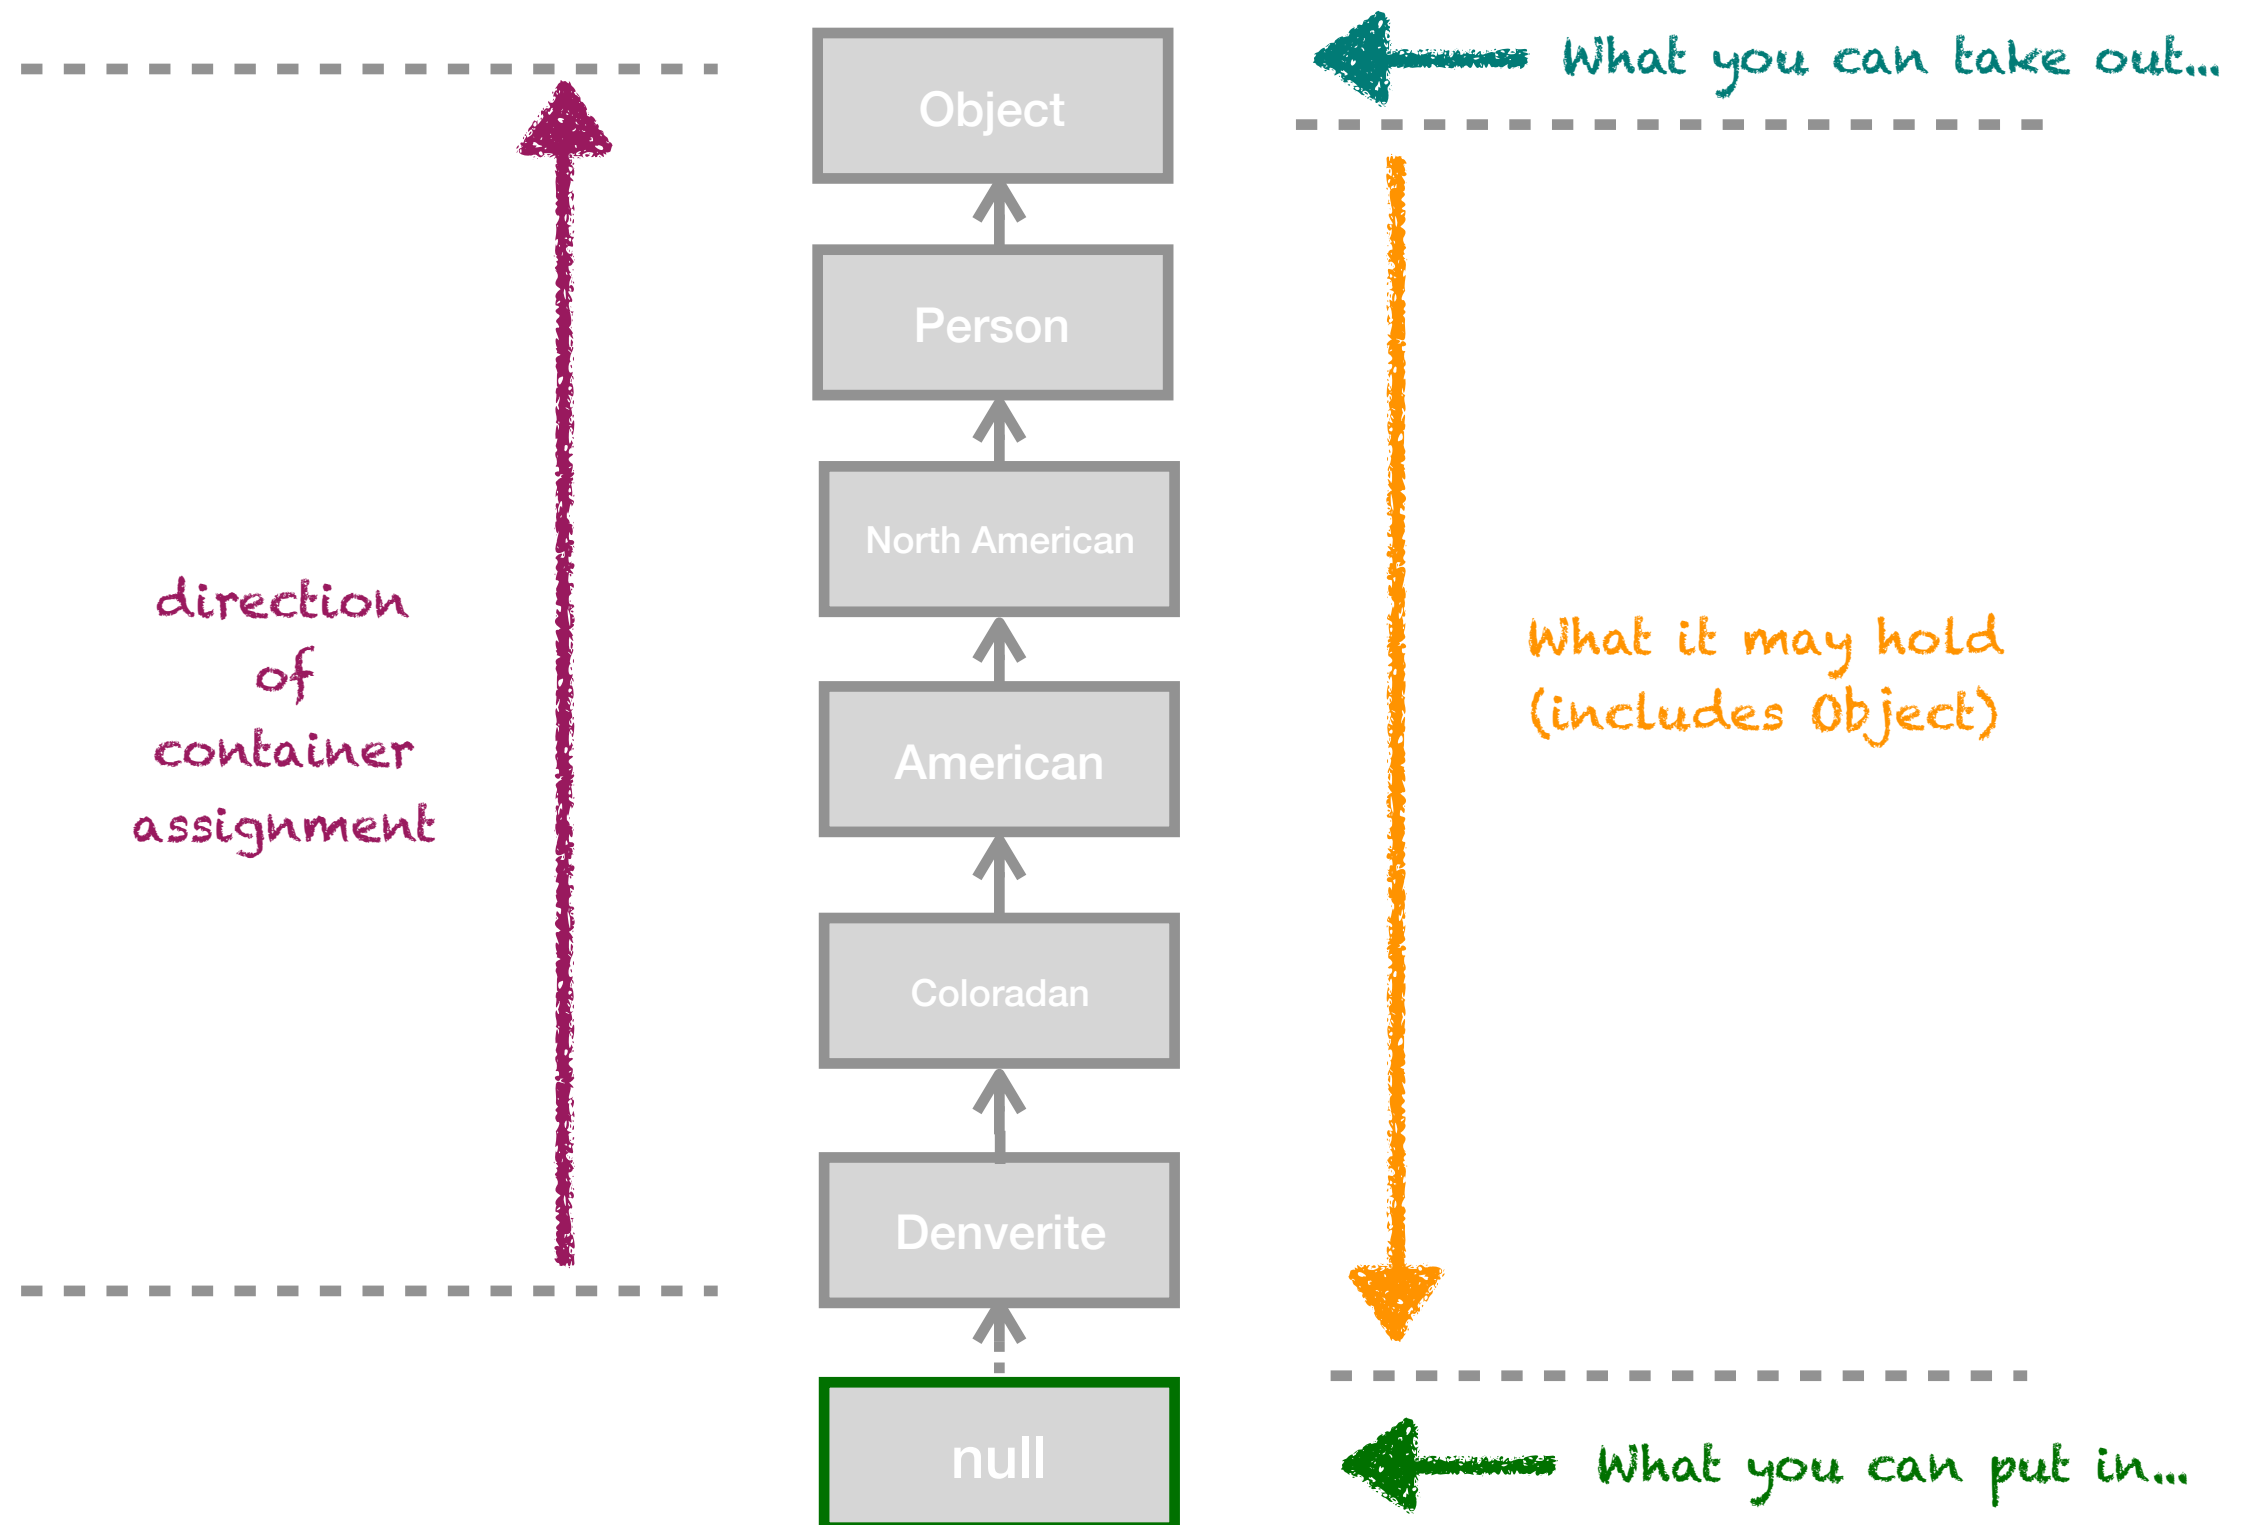 What you can take out...
Object
Person
North American
direction
of
container
assignment
What it may hold
(includes Object)
American
Coloradan
Denverite
null
What you can put in...